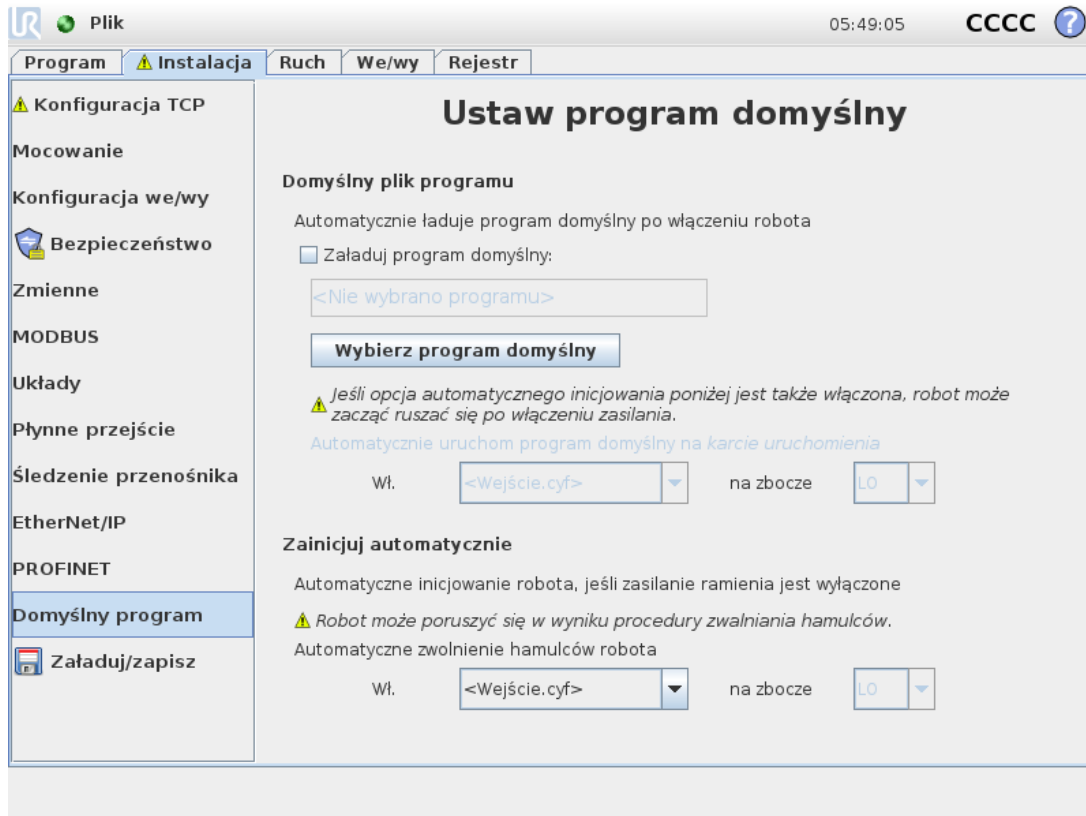 UR Plik 05:49:05 CCCC ?
Program Instalacja Ruch We/wy Rejestr
Konfiguracja TCP
Mocowanie
Konfiguracja we/wy
Bezpieczeństwo
Zmienne
MODBUS
Układy
Płynne przejście
Śledzenie przenośnika
EtherNet/IP
PROFINET
Domyślny program
Załaduj/zapisz
Ustaw program domyślny
Domyślny plik programu
Automatycznie ładuje program domyślny po włączeniu robota
Załaduj program domyślny:
<Nie wybrano programu>
Wybierz program domyślny
Jeśli opcja automatycznego inicjowania poniżej jest także włączona, robot może
zacząć ruszać się po włączeniu zasilania.
Automatycznie uruchom program domyślny na karcie uruchomienia
Wł. <Wejście.cyf> na zbocze LO
Zainicjuj automatycznie
Automatyczne inicjowanie robota, jeśli zasilanie ramienia jest wyłączone
Robot może poruszyć się w wyniku procedury zwalniania hamulców.
Automatyczne zwolnienie hamulców robota
Wł. <Wejście.cyf> na zbocze LO